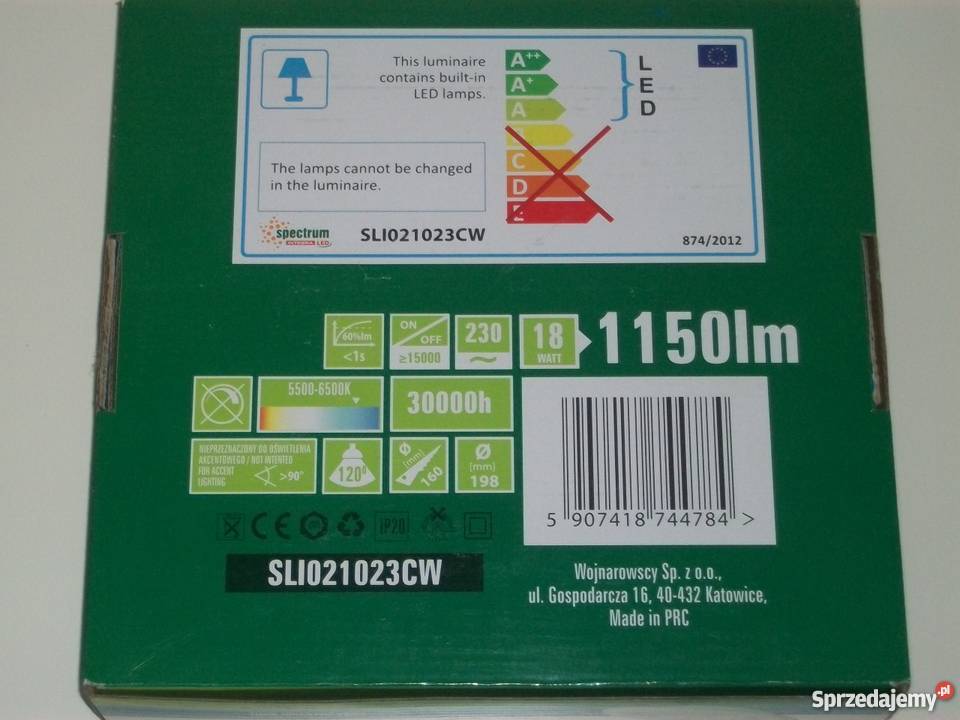 This luminaire
contains built-in
LED lamps.
A++
A+
A
C
D
E
L
E
D
The lamps cannot be changed
in the luminaire.
spectrum
INTEGRA LED
SLI021023CW
874/2012
60%lm
<1s
ON
OFF
≥15000
230
18
WATT
1150lm
5500-6500K
30000h
NIEPRZEZNACZONY DO OŚWIETLENIA
AKCENTOWEGO / NOT INTENTED
FOR ACCENT
LIGHTING
>90°
120°
Ø
[mm]
160
Ø
[mm]
198
CE
IP20
5 907418 744784 >
SLI021023CW
Wojnarowscy Sp. z o.o.,
ul. Gospodarcza 16, 40-432 Katowice,
Made in PRC
Sprzedajemy.pl